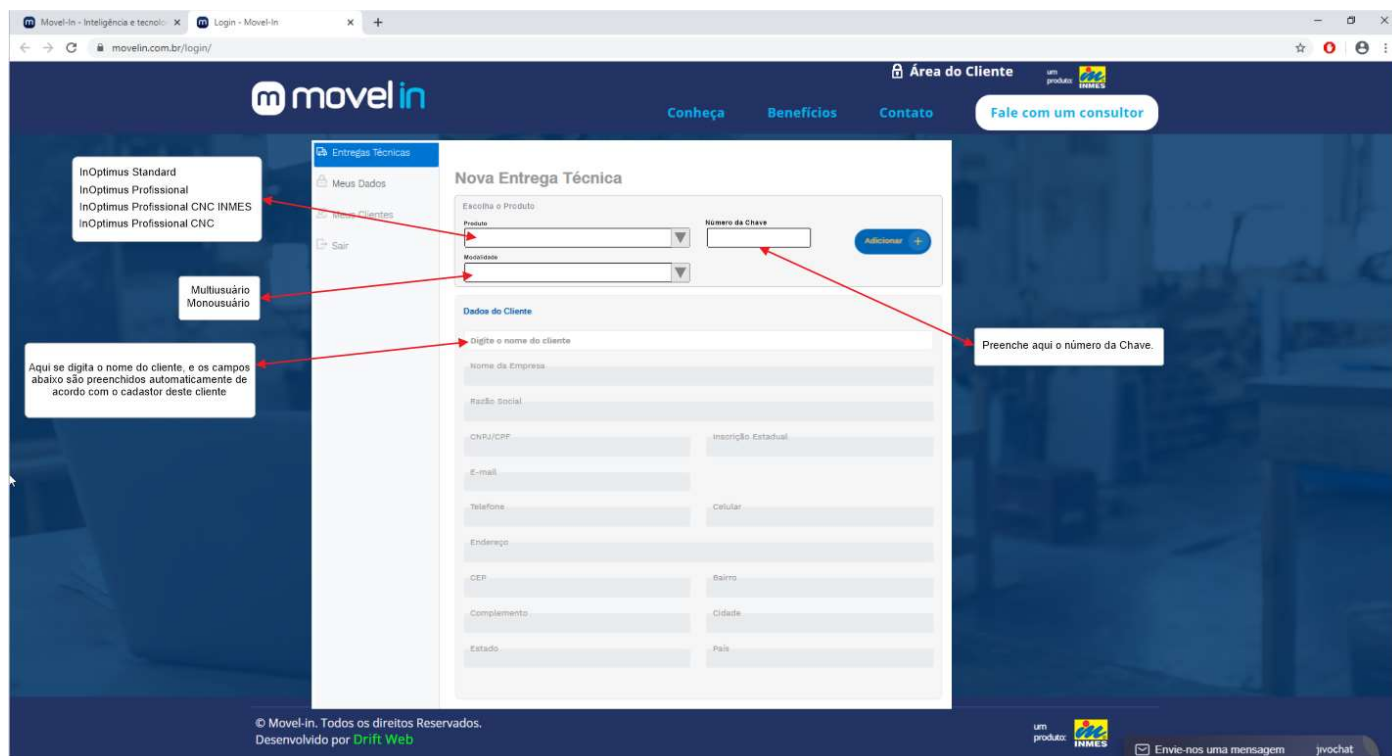 Movel-In - Inteligência e tecnolo
Login - Movel-In
movelin.com.br/login/
Área do Cliente
um
produto:
INMES
movel in
Conheça
Benefícios
Contato
Fale com um consultor
Entregas Técnicas
Meus Dados
Meus Clientes
Sair
InOptimus Standard
InOptimus Profissional
InOptimus Profissional CNC INMES
InOptimus Profissional CNC
Multiusuário
Monousuário
Aqui se digita o nome do cliente, e os campos
abaixo são preenchidos automaticamente de
acordo com o cadastor deste cliente
Nova Entrega Técnica
Escolha o Produto
Produto
Número da Chave
Adicionar +
Modalidade
Preenche aqui o número da Chave.
Dados do Cliente
Digite o nome do cliente
Nome da Empresa
Razão Social
CNPJ/CPF
Inscrição Estadual
E-mail
Telefone
Celular
Endereço
CEP
Bairro
Complemento
Cidade
Estado
País
© Movel-in. Todos os direitos Reservados.
Desenvolvido por Drift Web
um
produto:
INMES
Envie-nos uma mensagem
jivochat